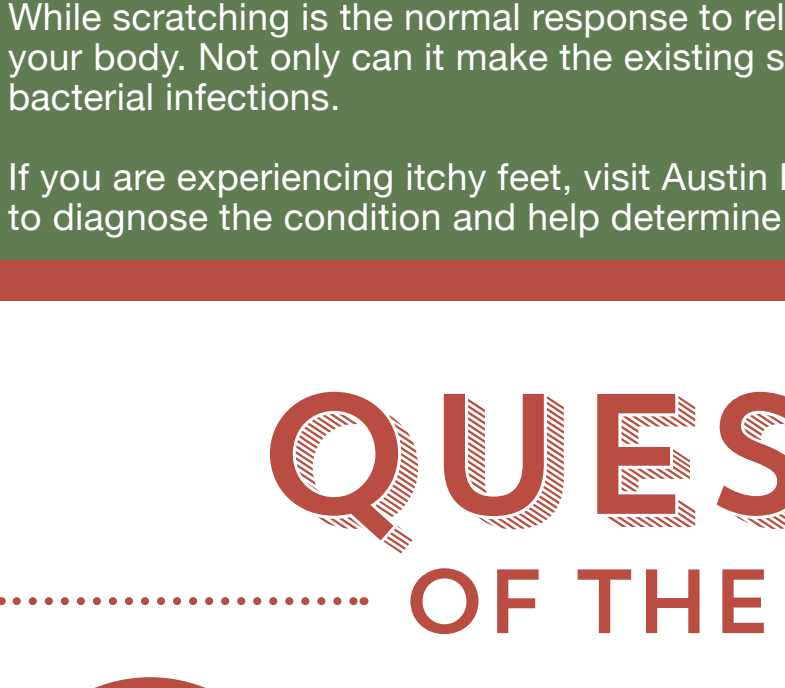 While scratching is the normal response to rel
your body. Not only can it make the existing s
bacterial infections.
If you are experiencing itchy feet, visit Austin
to diagnose the condition and help determine
QUES
OF THE